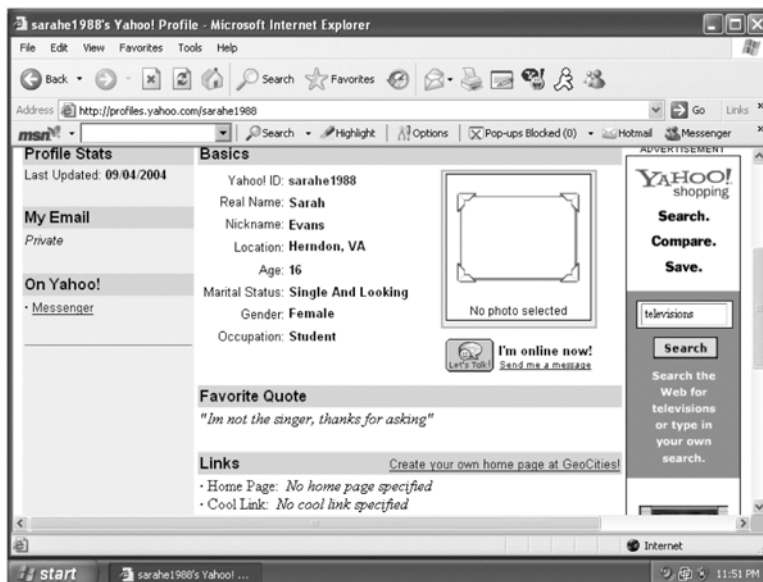 sarahe1988's Yahoo! Profile - Microsoft Internet Explorer
File Edit View Favorites Tools Help
Back Search Favorites
Address http://profiles.yahoo.com/sarahe1988 Go Links »
msn Search Highlight Options Pop-ups Blocked (0) Hotmail Messenger »
Profile Stats
Last Updated: 09/04/2004
My Email
Private
On Yahoo!
· Messenger
Basics
Yahoo! ID: sarahe1988
Real Name: Sarah
Nickname: Evans
Location: Herndon, VA
Age: 16
Marital Status: Single And Looking
Gender: Female
Occupation: Student
No photo selected
Let's Talk!
I'm online now!
Send me a message
Favorite Quote
"Im not the singer, thanks for asking"
Links Create your own home page at GeoCities!
· Home Page: No home page specified
· Cool Link: No cool link specified
ADVERTISEMENT
YAHOO!
shopping
Search.
Compare.
Save.
televisions
Search
Search the
Web for
televisions
or type in
your own
search.
Internet
start sarahe1988's Yahoo! ... 11:51 PM